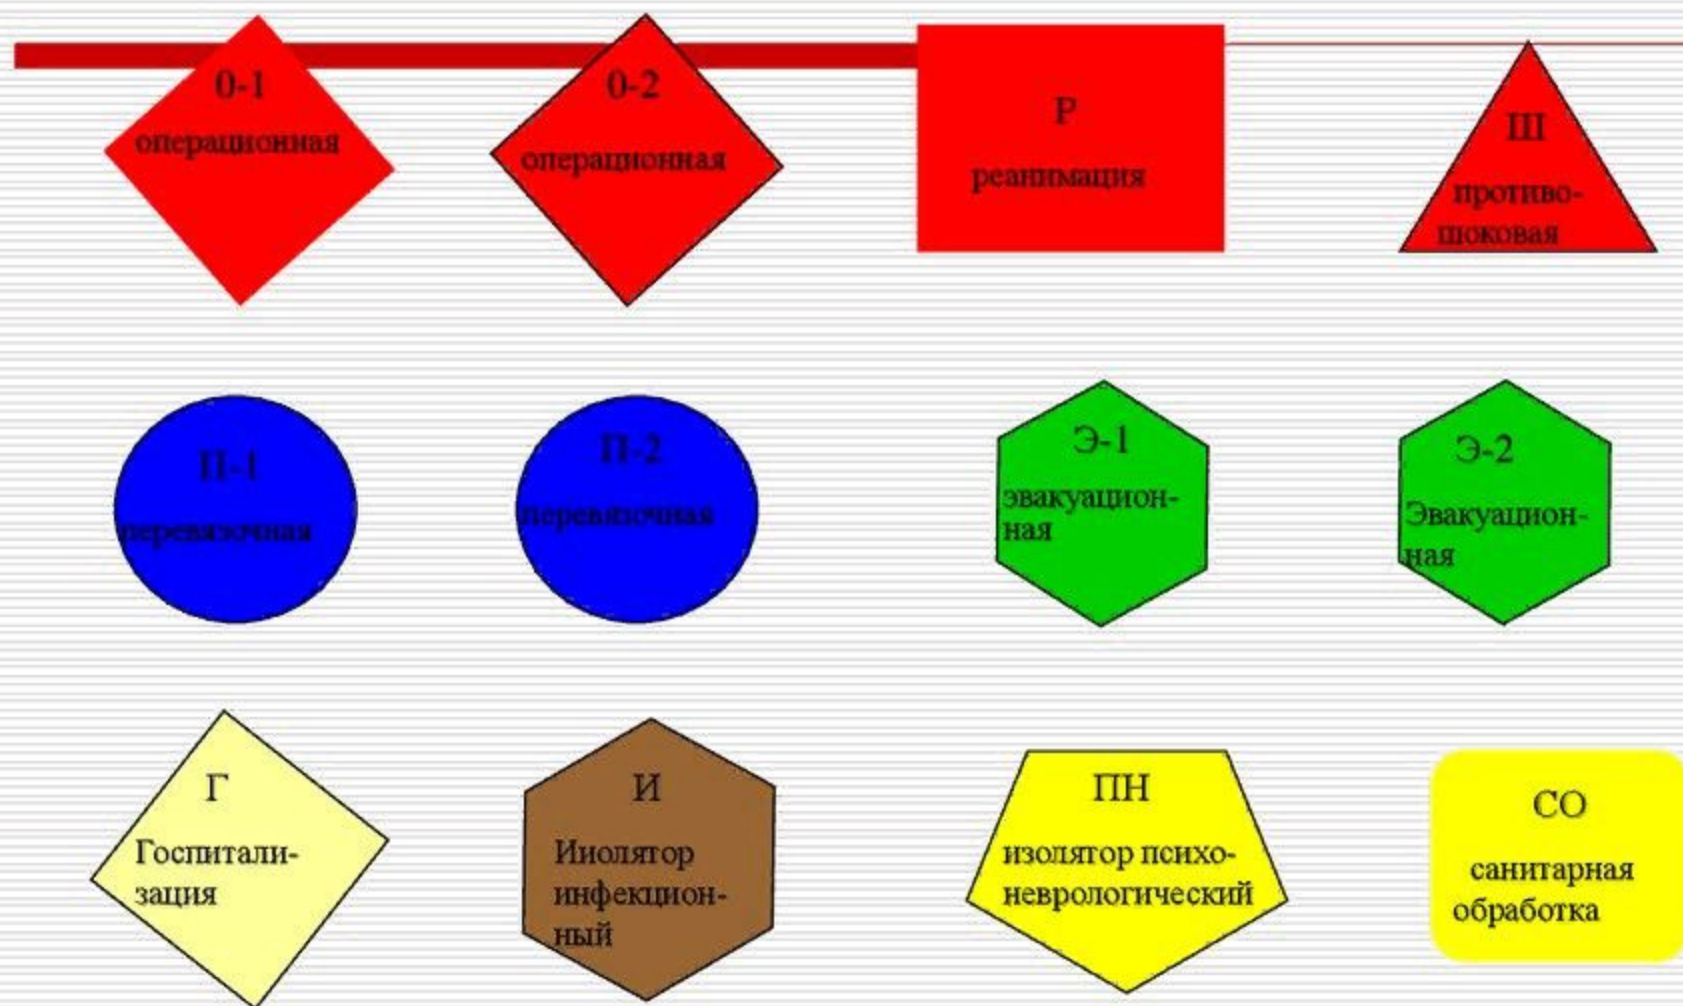 0-1
операционная
0-2
операционная
Р
реанимация
Ш
противо-
шоковая
П-1
перевязочная
П-2
перевязочная
Э-1
эвакуацион-
ная
Э-2
Эвакуацион-
ная
Г
Госпитали-
зация
И
Инолятор
инфекцион-
ный
ПН
изолятор психо-
неврологический
СО
санитарная
обработка